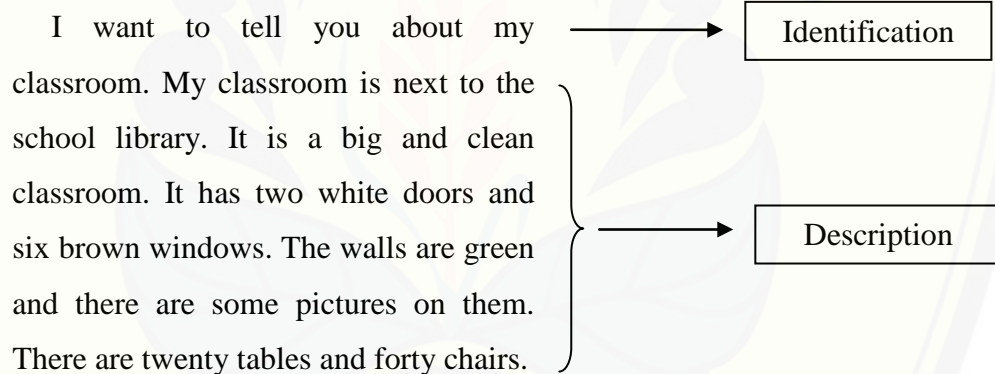 I want to tell you about my
Identification
classroom. My classroom is next to the
school library. It is a big and clean
classroom. It has two white doors and
six brown windows. The walls are green
Description
and there are some pictures on them.
There are twenty tables and forty chairs.